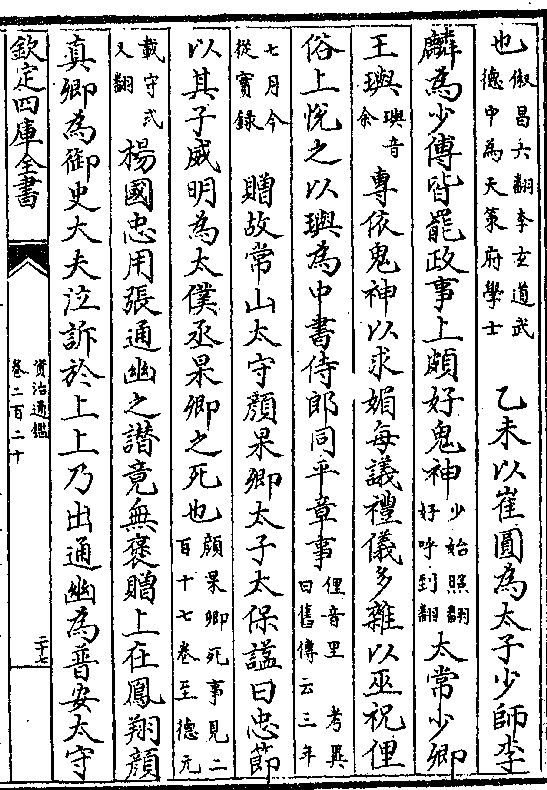 也俶昌六翻李玄道武德中為天策府學士 乙未以崔圓為太子少師李
麟為少傅皆罷政事上頗好鬼神少始照翻好呼到翻太常少卿
王璵璵音余專依鬼神以求媚每議禮儀多雜以巫祝俚
俗上悅之以璵為中書侍郎同平章事俚音里考異曰舊傳云三年
七月今從實錄 贈故常山太守顏杲卿太子太保諡曰忠節
以其子威明為太僕丞杲卿之死也顏杲卿死事見二百十七卷至德元
載守式又翻楊國忠用張通幽之譖竟無褒贈上在鳳翔顏
真卿為御史大夫泣訴於上上乃出通幽為普安太守
欽定四庫全書 資治通鑑卷二百二十 二十七